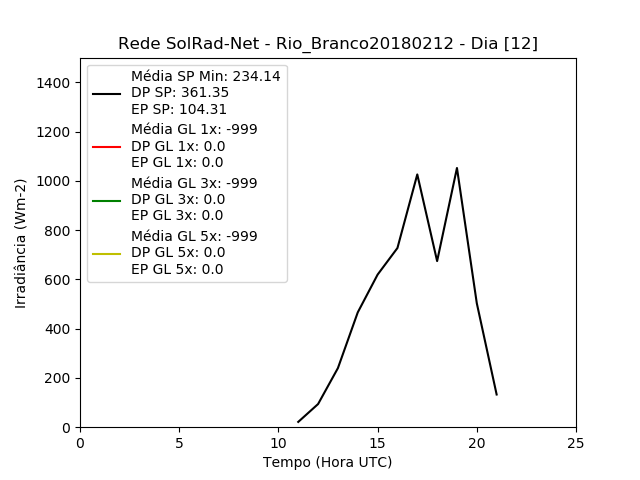 Rede SolRad-Net - Rio_Branco20180212 - Dia [12]
Média SP Min: 234.14
DP SP: 361.35
EP SP: 104.31
Média GL 1x: -999
DP GL 1x: 0.0
EP GL 1x: 0.0
Média GL 3x: -999
DP GL 3x: 0.0
EP GL 3x: 0.0
Média GL 5x: -999
DP GL 5x: 0.0
EP GL 5x: 0.0
Irradiância (Wm-2)
1400
1200
1000
800
600
400
200
0
0 5 10 15 20 25
Tempo (Hora UTC)